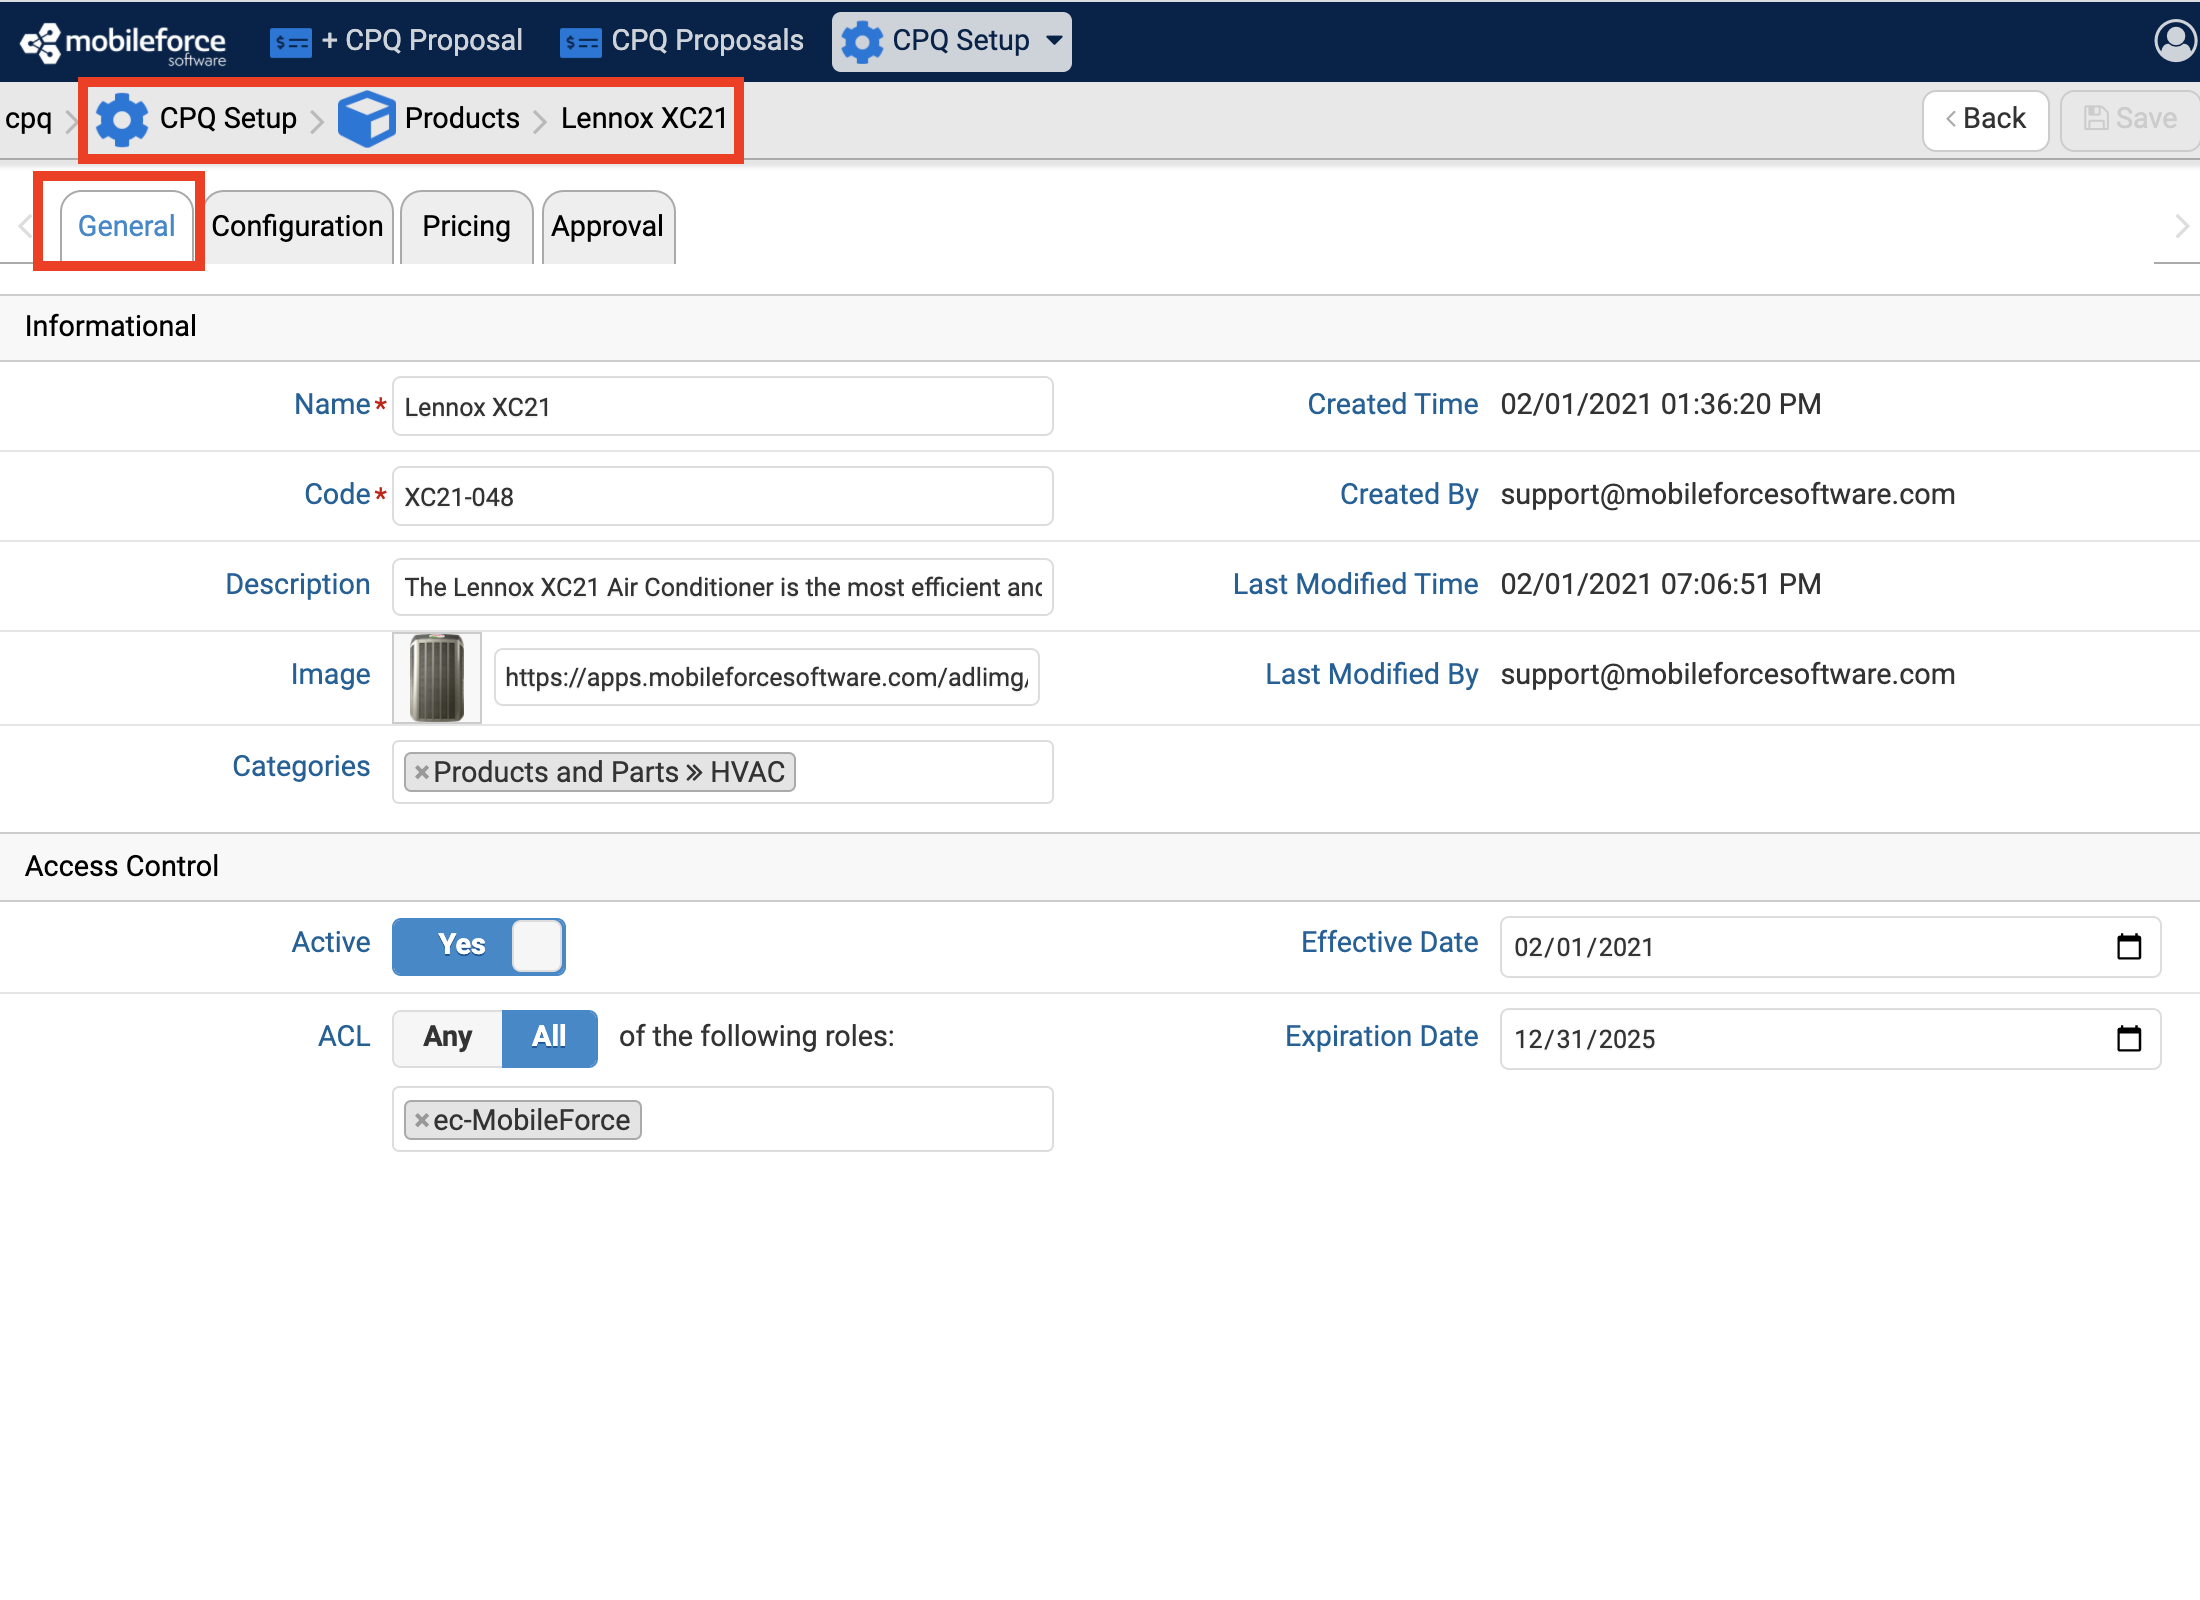 mobileforce software + CPQ Proposal CPQ Proposals CPQ Setup
cpq CPQ Setup Products Lennox XC21 Back Save
General Configuration Pricing Approval
Informational
Name* Lennox XC21 Created Time 02/01/2021 01:36:20 PM
Code* XC21-048 Created By support@mobileforcesoftware.com
Description The Lennox XC21 Air Conditioner is the most efficient and Last Modified Time 02/01/2021 07:06:51 PM
Image https://apps.mobileforcesoftware.com/adlimg/ Last Modified By support@mobileforcesoftware.com
Categories ×Products and Parts » HVAC
Access Control
Active Yes Effective Date 02/01/2021
ACL Any All of the following roles: Expiration Date 12/31/2025
×ec-MobileForce